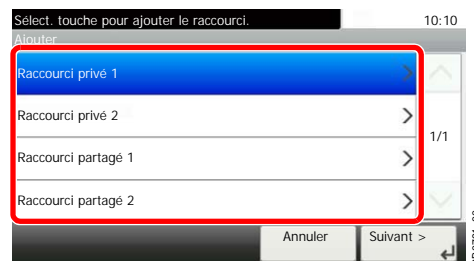 Sélect. touche pour ajouter le raccourci. 10:10
Ajouter
Raccourci privé 1
Raccourci privé 2
1/1
Raccourci partagé 1
Raccourci partagé 2
Annuler Suivant >